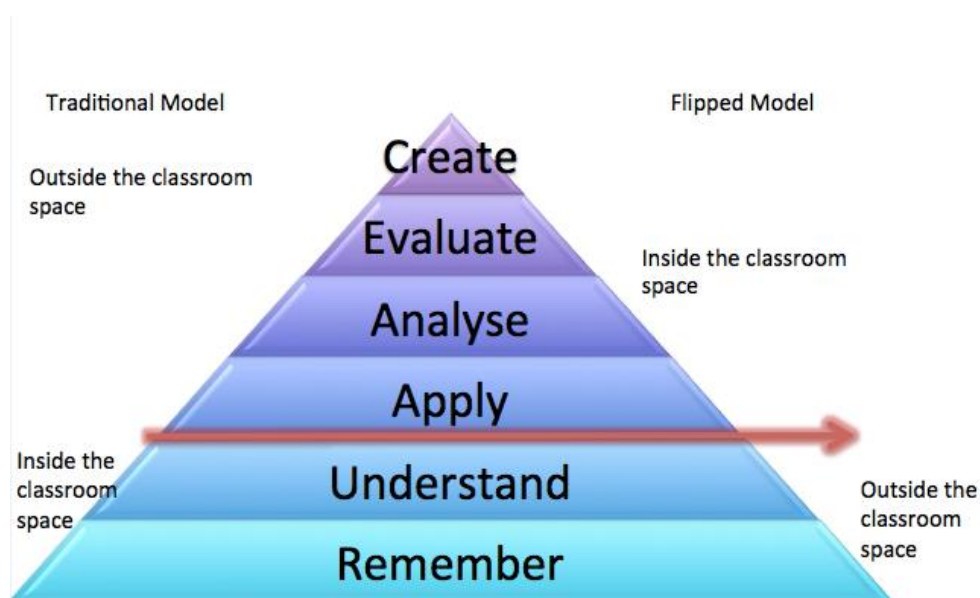 Traditional Model
Flipped Model
Create
Outside the classroom
space
Evaluate
Inside the classroom
space
Analyse
Apply
Inside the
classroom
space
Understand
Outside the
classroom
space
Remember